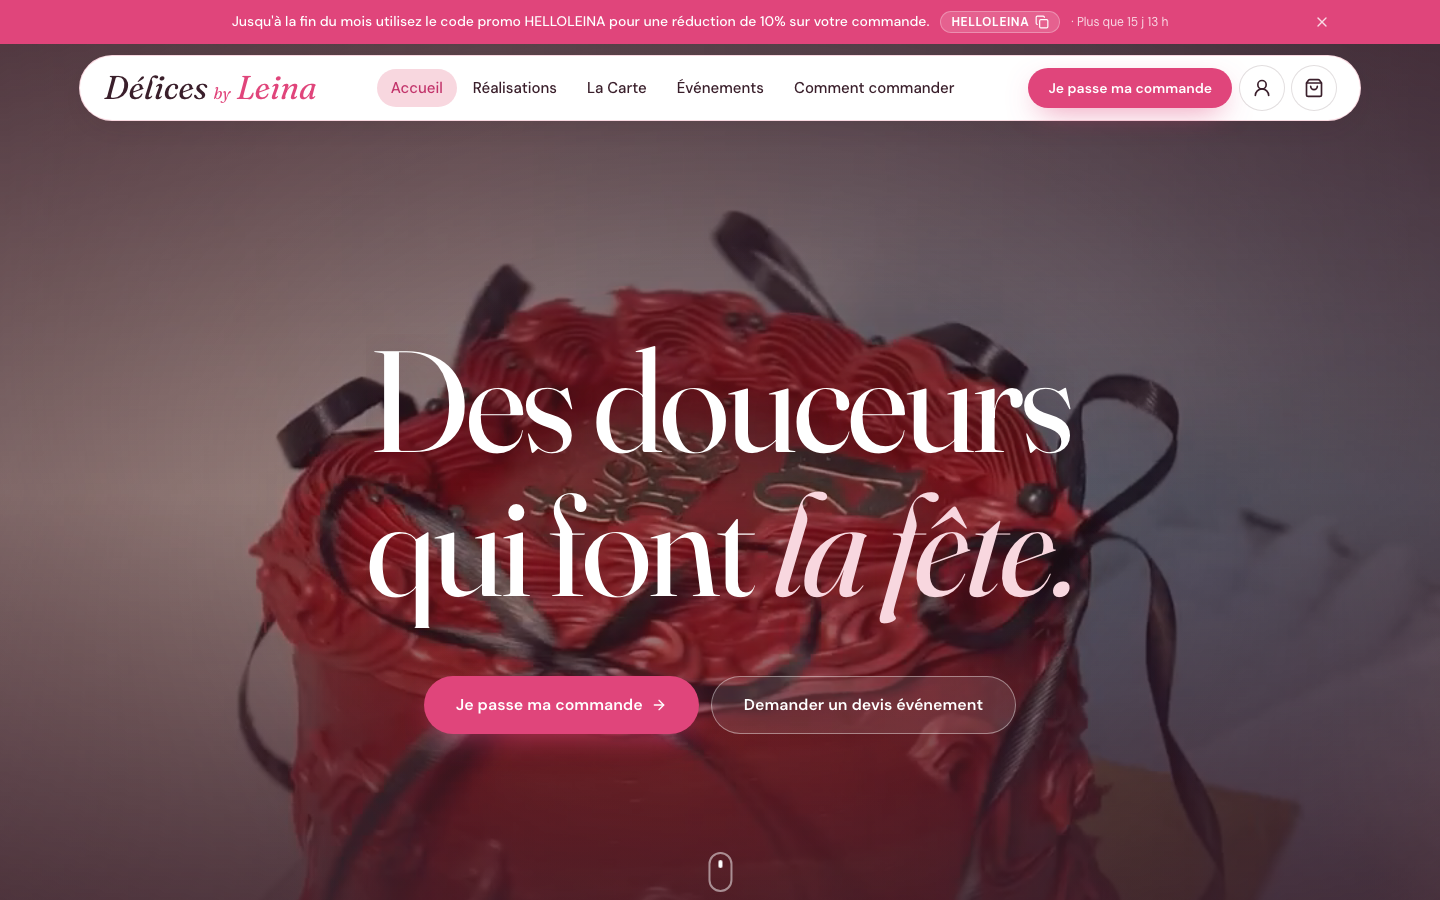 Jusqu'à la fin du mois utilisez le code promo HELLOLEINA pour une réduction de 10% sur votre commande. HELLOLEINA · Plus que 15 j 13 h
Délices by Leina Accueil Réalisations La Carte Événements Comment commander Je passe ma commande
Des douceurs
qui font la fête.
Je passe ma commande → Demander un devis événement